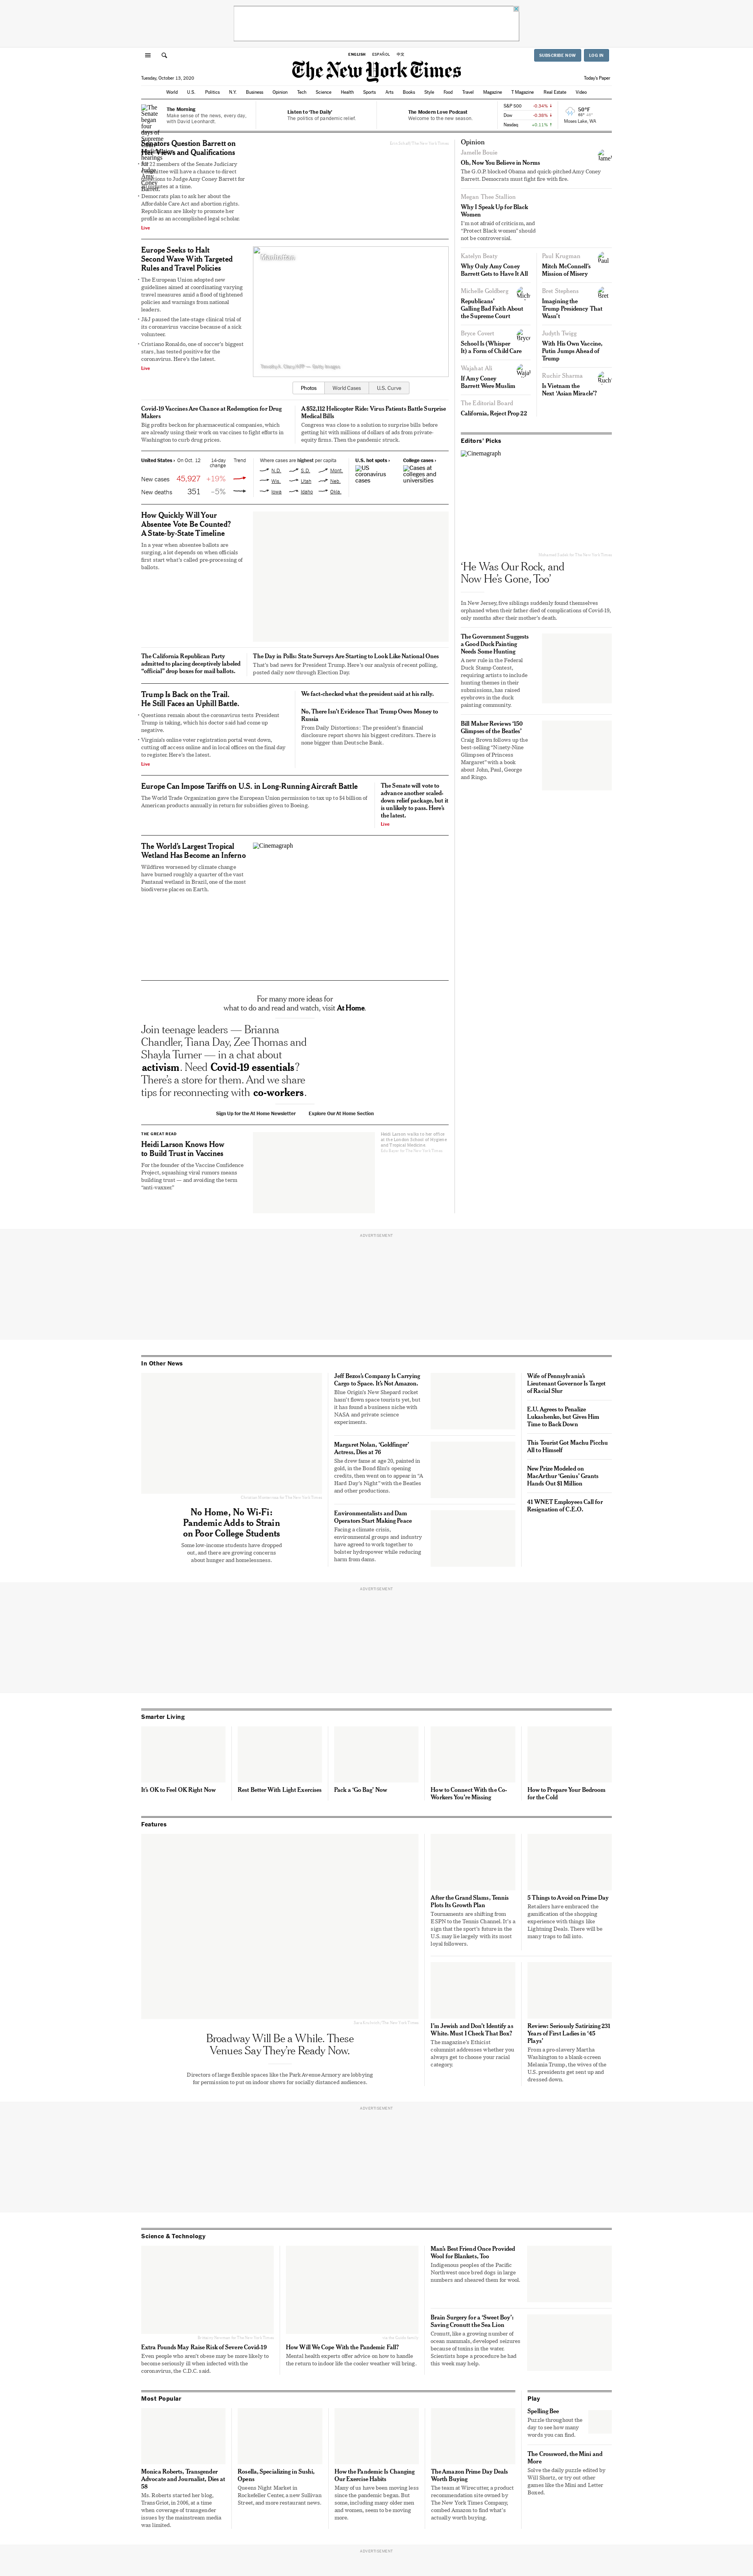 ENGLISH ESPAÑOL 中文
SUBSCRIBE NOW LOG IN
The New York Times
Tuesday, October 13, 2020
Today's Paper
World U.S. Politics N.Y. Business Opinion Tech Science Health Sports Arts Books Style Food Travel Magazine T Magazine Real Estate Video
The Morning
Make sense of the news, every day,
with David Leonhardt.
Listen to 'The Daily'
The politics of pandemic relief.
The Modern Love Podcast
Welcome to the new season.
S&P 500 -0.34%
Dow
Nasdaq +0.11%
50°F
Moses Lake, WA
Senators Question Barrett on
Her Views and Qualifications
Live
Europe Seeks to Halt
Second Wave With Targeted
Rules and Travel Policies
The European Union adopted new
guidelines aimed at coordinating varying
travel measures amid a flood of tightened
policies and warnings from national
leaders.
J&J paused the late-stage clinical trial of
its coronavirus vaccine because of a sick
volunteer.
Cristiano Ronaldo, one of soccer's biggest
stars, has tested positive for the
coronavirus. Here's the latest.
Live
Manhattan
Photos World Cases U.S. Curve
Covid-19 Vaccines Are Chance at Redemption for Drug
Makers
Big profits beckon for pharmaceutical companies, which
are already using their work on vaccines to fight efforts in
Washington to curb drug prices.
A $52,112 Helicopter Ride: Virus Patients Battle Surprise
Medical Bills
Congress was close to a solution to surprise bills before
getting hit with millions of dollars of ads from private-
equity firms. Then the pandemic struck.
United States › On Oct. 12 14-day
change Trend
New cases 45,927 +19%
New deaths 351 –5%
Where cases are highest per capita
N.D. S.D. Mont.
Wis. Utah Neb.
Iowa Idaho Okla.
U.S. hot spots ›
US
coronavirus
cases
College cases ›
Cases at
colleges and
universities
How Quickly Will Your
Absentee Vote Be Counted?
A State-by-State Timeline
In a year when absentee ballots are
surging, a lot depends on when officials
first start what's called pre-processing of
ballots.
The California Republican Party
admitted to placing deceptively labeled
"official" drop boxes for mail ballots.
The Day in Polls: State Surveys Are Starting to Look Like National Ones
That's bad news for President Trump. Here's an analysis of recent polling,
posted daily now through Election Day.
Trump Is Back on the Trail.
He Still Faces an Uphill Battle.
Questions remain about the coronavirus tests President
Trump is taking, which his doctor said had come up
negative.
Virginia's online voter registration portal went down,
cutting off access online and in local offices on the final day
to register. Here's the latest.
Live
We fact-checked what the president said at his rally.
No, There Isn't Evidence That Trump Owes Money to
Russia
From Daily Distortions: The president's financial
disclosure report shows his biggest creditors. There is
none bigger than Deutsche Bank.
Europe Can Impose Tariffs on U.S. in Long-Running Aircraft Battle
The World Trade Organization gave the European Union permission to tax up to $4 billion of
American products annually in return for subsidies given to Boeing.
The Senate will vote to
advance another scaled-
down relief package, but it
is unlikely to pass. Here's
the latest.
Live
The World's Largest Tropical
Wetland Has Become an Inferno
Wildfires worsened by climate change
have burned roughly a quarter of the vast
Pantanal wetland in Brazil, one of the most
biodiverse places on Earth.
Cinemagraph
For many more ideas for
what to do and read and watch, visit At Home.
Join teenage leaders — Brianna
Chandler, Tiana Day, Zee Thomas and
Shayla Turner — in a chat about
activism. Need Covid-19 essentials?
There's a store for them. And we share
tips for reconnecting with co-workers.
Sign Up for the At Home Newsletter Explore Our At Home Section
THE GREAT READ
Heidi Larson Knows How
to Build Trust in Vaccines
For the founder of the Vaccine Confidence
Project, squashing viral rumors means
building trust — and avoiding the term
"anti-vaxxer."
Heidi Larson walks to her office
at the London School of Hygiene
and Tropical Medicine.
Opinion
Jamelle Bouie
Oh, Now You Believe in Norms
The G.O.P. blocked Obama and quick-pitched Amy Coney
Barrett. Democrats must fight fire with fire.
Megan Thee Stallion
Why I Speak Up for Black
Women
I'm not afraid of criticism, and
"Protect Black women" should
not be controversial.
Katelyn Beaty
Why Only Amy Coney
Barrett Gets to Have It All
Michelle Goldberg
Republicans'
Galling Bad Faith About
the Supreme Court
Bryce Covert
School Is (Whisper
It) a Form of Child Care
Wajahat Ali
If Amy Coney
Barrett Were Muslim
The Editorial Board
California, Reject Prop 22
Paul Krugman
Mitch McConnell's
Mission of Misery
Bret Stephens
Imagining the
Trump Presidency That
Wasn't
Judyth Twigg
With His Own Vaccine,
Putin Jumps Ahead of
Trump
Ruchir Sharma
Is Vietnam the
Next 'Asian Miracle'?
Editors' Picks
Cinemagraph
'He Was Our Rock, and
Now He's Gone, Too'
In New Jersey, five siblings suddenly found themselves
orphaned when their father died of complications of Covid-19,
only months after their mother's death.
The Government Suggests
a Good Duck Painting
Needs Some Hunting
A new rule in the Federal
Duck Stamp Contest,
requiring artists to include
hunting themes in their
submissions, has raised
eyebrows in the duck
painting community.
Bill Maher Reviews '150
Glimpses of the Beatles'
Craig Brown follows up the
best-selling "Ninety-Nine
Glimpses of Princess
Margaret" with a book
about John, Paul, George
and Ringo.
ADVERTISEMENT
In Other News
No Home, No Wi-Fi:
Pandemic Adds to Strain
on Poor College Students
Some low-income students have dropped
out, and there are growing concerns
about hunger and homelessness.
Jeff Bezos's Company Is Carrying
Cargo to Space. It's Not Amazon.
Blue Origin's New Shepard rocket
hasn't flown space tourists yet, but
it has found a business niche with
NASA and private science
experiments.
Margaret Nolan, 'Goldfinger'
Actress, Dies at 76
She drew fans at age 20, painted in
gold, in the Bond film's opening
credits, then went on to appear in "A
Hard Day's Night" with the Beatles
and other productions.
Environmentalists and Dam
Operators Start Making Peace
Facing a climate crisis,
environmental groups and industry
have agreed to work together to
bolster hydropower while reducing
harm from dams.
Wife of Pennsylvania's
Lieutenant Governor Is Target
of Racial Slur
E.U. Agrees to Penalize
Lukashenko, but Gives Him
Time to Back Down
This Tourist Got Machu Picchu
All to Himself
New Prize Modeled on
MacArthur 'Genius' Grants
Hands Out $1 Million
41 WNET Employees Call for
Resignation of C.E.O.
ADVERTISEMENT
Smarter Living
It's OK to Feel OK Right Now
Rest Better With Light Exercises
Pack a 'Go Bag' Now
How to Connect With the Co-
Workers You're Missing
How to Prepare Your Bedroom
for the Cold
Features
Broadway Will Be a While. These
Venues Say They're Ready Now.
Directors of large flexible spaces like the Park Avenue Armory are lobbying
for permission to put on indoor shows for socially distanced audiences.
After the Grand Slams, Tennis
Plots Its Growth Plan
Tournaments are shifting from
ESPN to the Tennis Channel. It's a
sign that the sport's future in the
U.S. may lie largely with its most
loyal followers.
5 Things to Avoid on Prime Day
Retailers have embraced the
gamification of the shopping
experience with things like
Lightning Deals. There will be
many traps to fall into.
I'm Jewish and Don't Identify as
White. Must I Check That Box?
The magazine's Ethicist
columnist addresses whether you
always get to choose your racial
category.
Review: Seriously Satirizing 231
Years of First Ladies in '45
Plays'
From a pro-slavery Martha
Washington to a blank-screen
Melania Trump, the wives of the
U.S. presidents get sent up and
dressed down.
ADVERTISEMENT
Science & Technology
Extra Pounds May Raise Risk of Severe Covid-19
Even people who aren't obese may be more likely to
become seriously ill when infected with the
coronavirus, the C.D.C. said.
How Will We Cope With the Pandemic Fall?
Mental health experts offer advice on how to handle
the return to indoor life the cooler weather will bring.
Man's Best Friend Once Provided
Wool for Blankets, Too
Indigenous peoples of the Pacific
Northwest once bred dogs in large
numbers and sheared them for wool.
Brain Surgery for a 'Sweet Boy':
Saving Cronutt the Sea Lion
Cronutt, like a growing number of
ocean mammals, developed seizures
because of toxins in the water.
Scientists hope a procedure he had
this week may help.
Most Popular
Monica Roberts, Transgender
Advocate and Journalist, Dies at
58
Ms. Roberts started her blog,
TransGriot, in 2006, at a time
when coverage of transgender
issues by the mainstream media
was limited.
Rosella, Specializing in Sushi,
Opens
Queens Night Market in
Rockefeller Center, a new Sullivan
Street, and more restaurant news.
How the Pandemic Is Changing
Our Exercise Habits
Many of us have been moving less
since the pandemic began. But
some, including many older men
and women, seem to be moving
more.
The Amazon Prime Day Deals
Worth Buying
The team at Wirecutter, a product
recommendation site owned by
The New York Times Company,
combed Amazon to find what's
actually worth buying.
Play
Spelling Bee
Puzzle throughout the
day to see how many
words you can find.
The Crossword, the Mini and
More
Solve the daily puzzle edited by
Will Shortz, or try out other
games like the Mini and Letter
Boxed.
ADVERTISEMENT